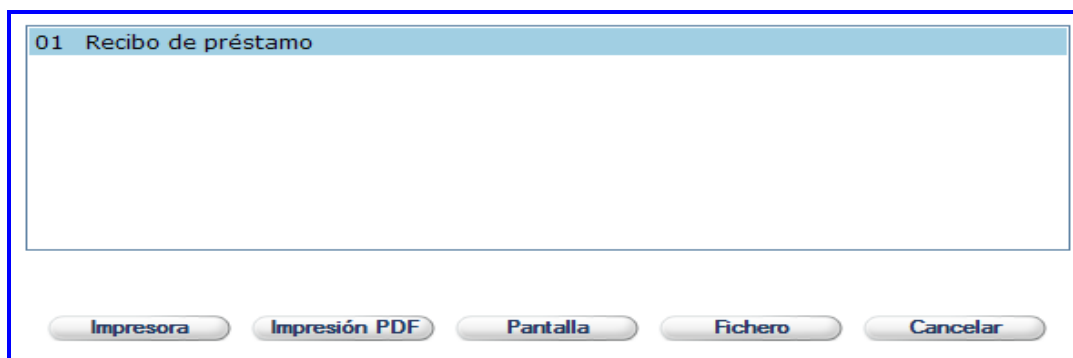 01 Recibo de préstamo
Impresora Impresión PDF Pantalla Fichero Cancelar